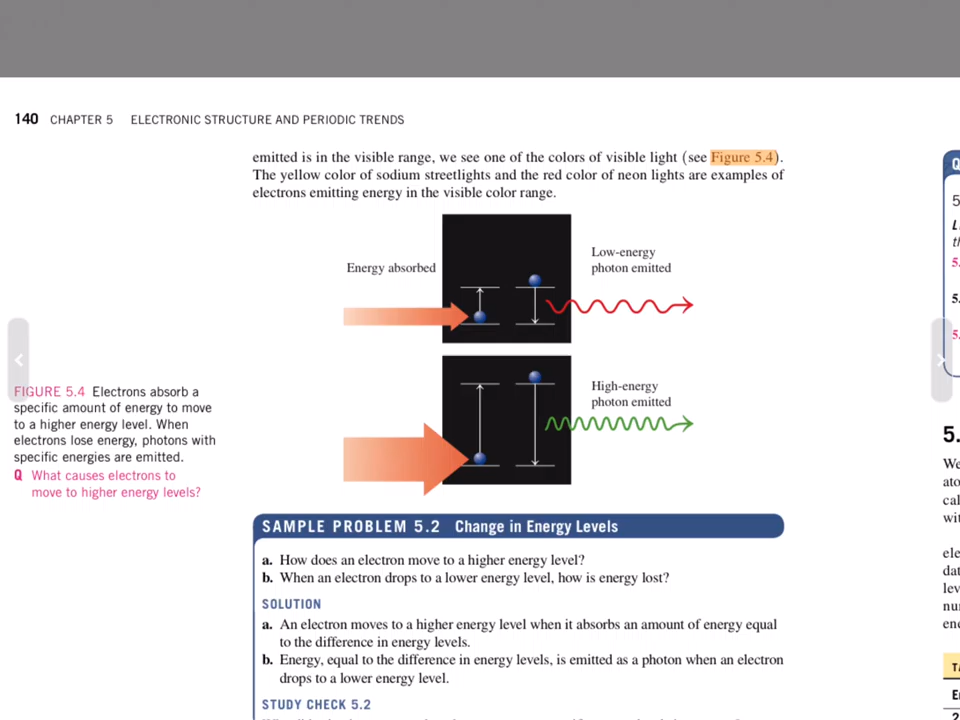 140 CHAPTER 5 ELECTRONIC STRUCTURE AND PERIODIC TRENDS
emitted is in the visible range, we see one of the colors of visible light (see Figure 5.4).
The yellow color of sodium streetlights and the red color of neon lights are examples of
electrons emitting energy in the visible color range.
Energy absorbed
Low-energy
photon emitted
High-energy
photon emitted
FIGURE 5.4 Electrons absorb a
specific amount of energy to move
to a higher energy level. When
electrons lose energy, photons with
specific energies are emitted.
Q What causes electrons to
move to higher energy levels?
SAMPLE PROBLEM 5.2 Change in Energy Levels
a. How does an electron move to a higher energy level?
b. When an electron drops to a lower energy level, how is energy lost?
SOLUTION
a. An electron moves to a higher energy level when it absorbs an amount of energy equal
to the difference in energy levels.
b. Energy, equal to the difference in energy levels, is emitted as a photon when an electron
drops to a lower energy level.
STUDY CHECK 5.2
5.
We